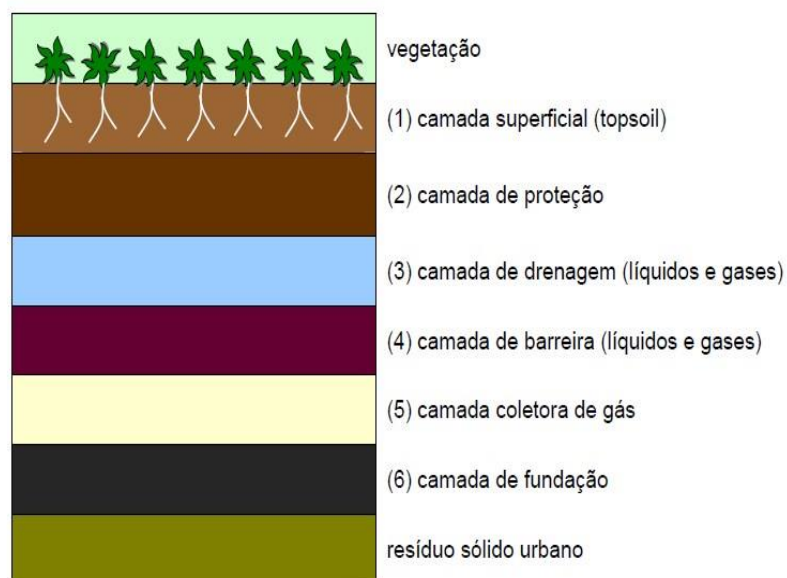 vegetação
(1) camada superficial (topsoil)
(2) camada de proteção
(3) camada de drenagem (líquidos e gases)
(4) camada de barreira (líquidos e gases)
(5) camada coletora de gás
(6) camada de fundação
resíduo sólido urbano